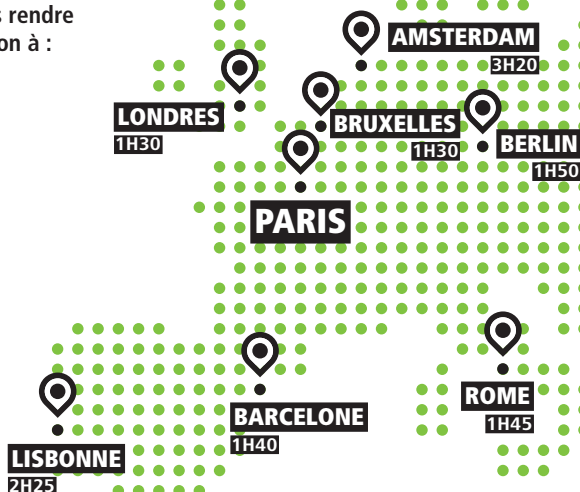 rendre
on à :
AMSTERDAM
3H20
LONDRES
1H30
BRUXELLES
1H30
BERLIN
1H50
PARIS
ROME
1H45
BARCELONE
1H40
LISBONNE
2H25